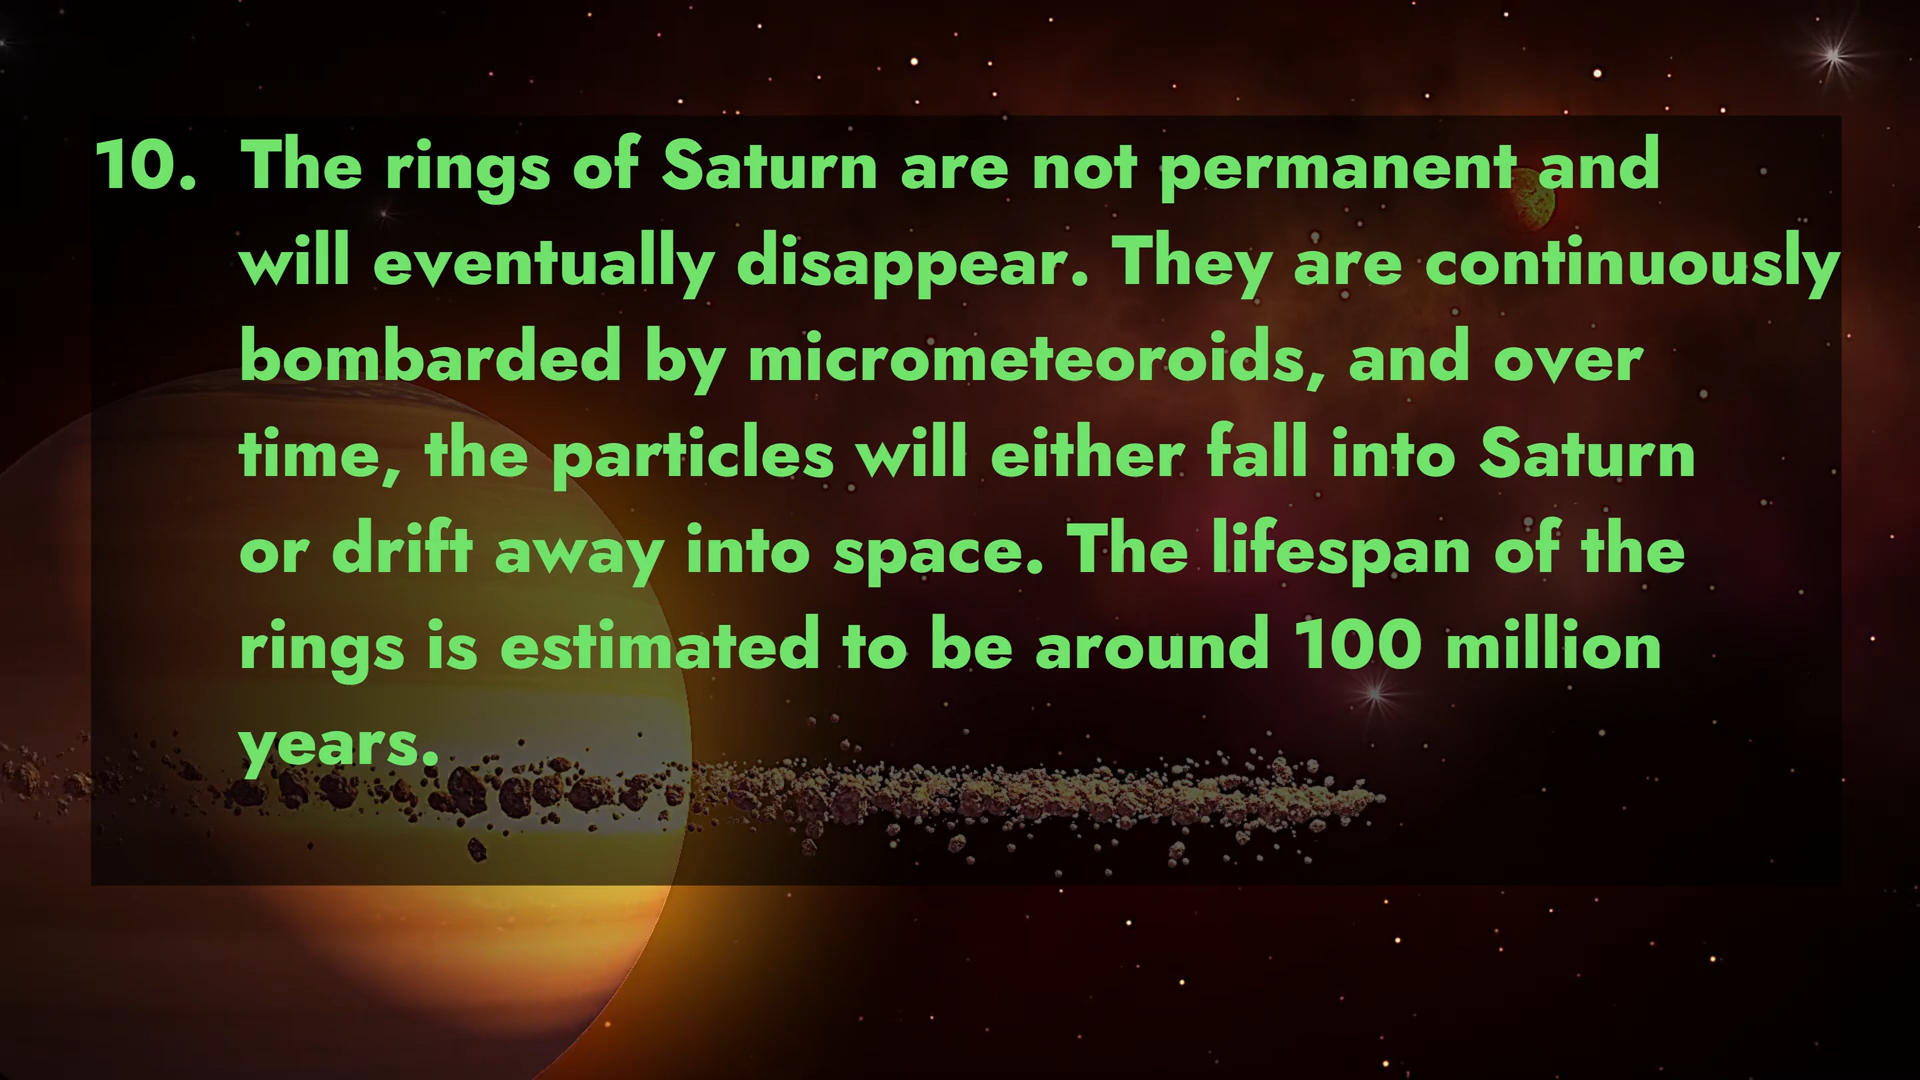 10. The rings of Saturn are not permanent and
will eventually disappear. They are continuously
bombarded by micrometeoroids, and over
time, the particles will either fall into Saturn
or drift away into space. The lifespan of the
rings is estimated to be around 100 million
years.